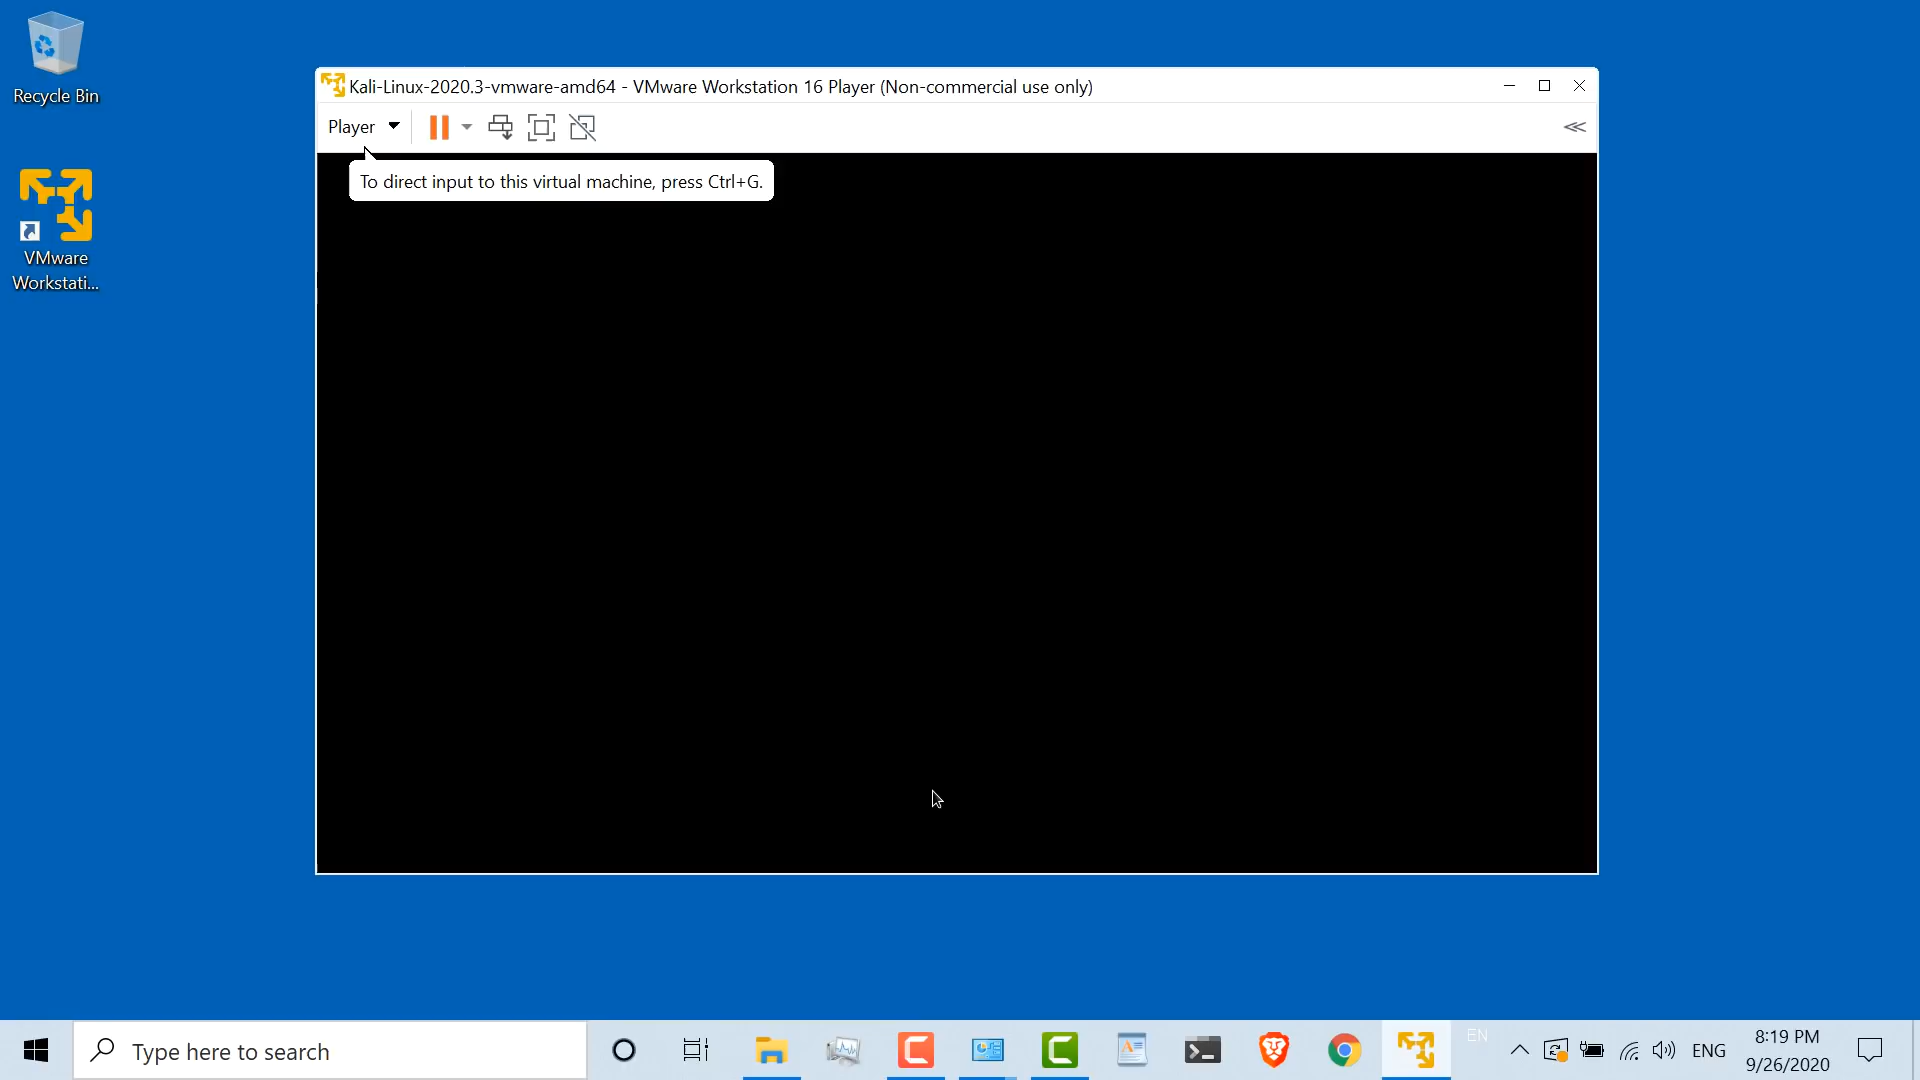 Recycle Bin
VMware
Workstati...
Kali-Linux-2020.3-vmware-amd64 - VMware Workstation 16 Player (Non-commercial use only)
Player
To direct input to this virtual machine, press Ctrl+G.
Type here to search
EN
ENG
8:19 PM
9/26/2020